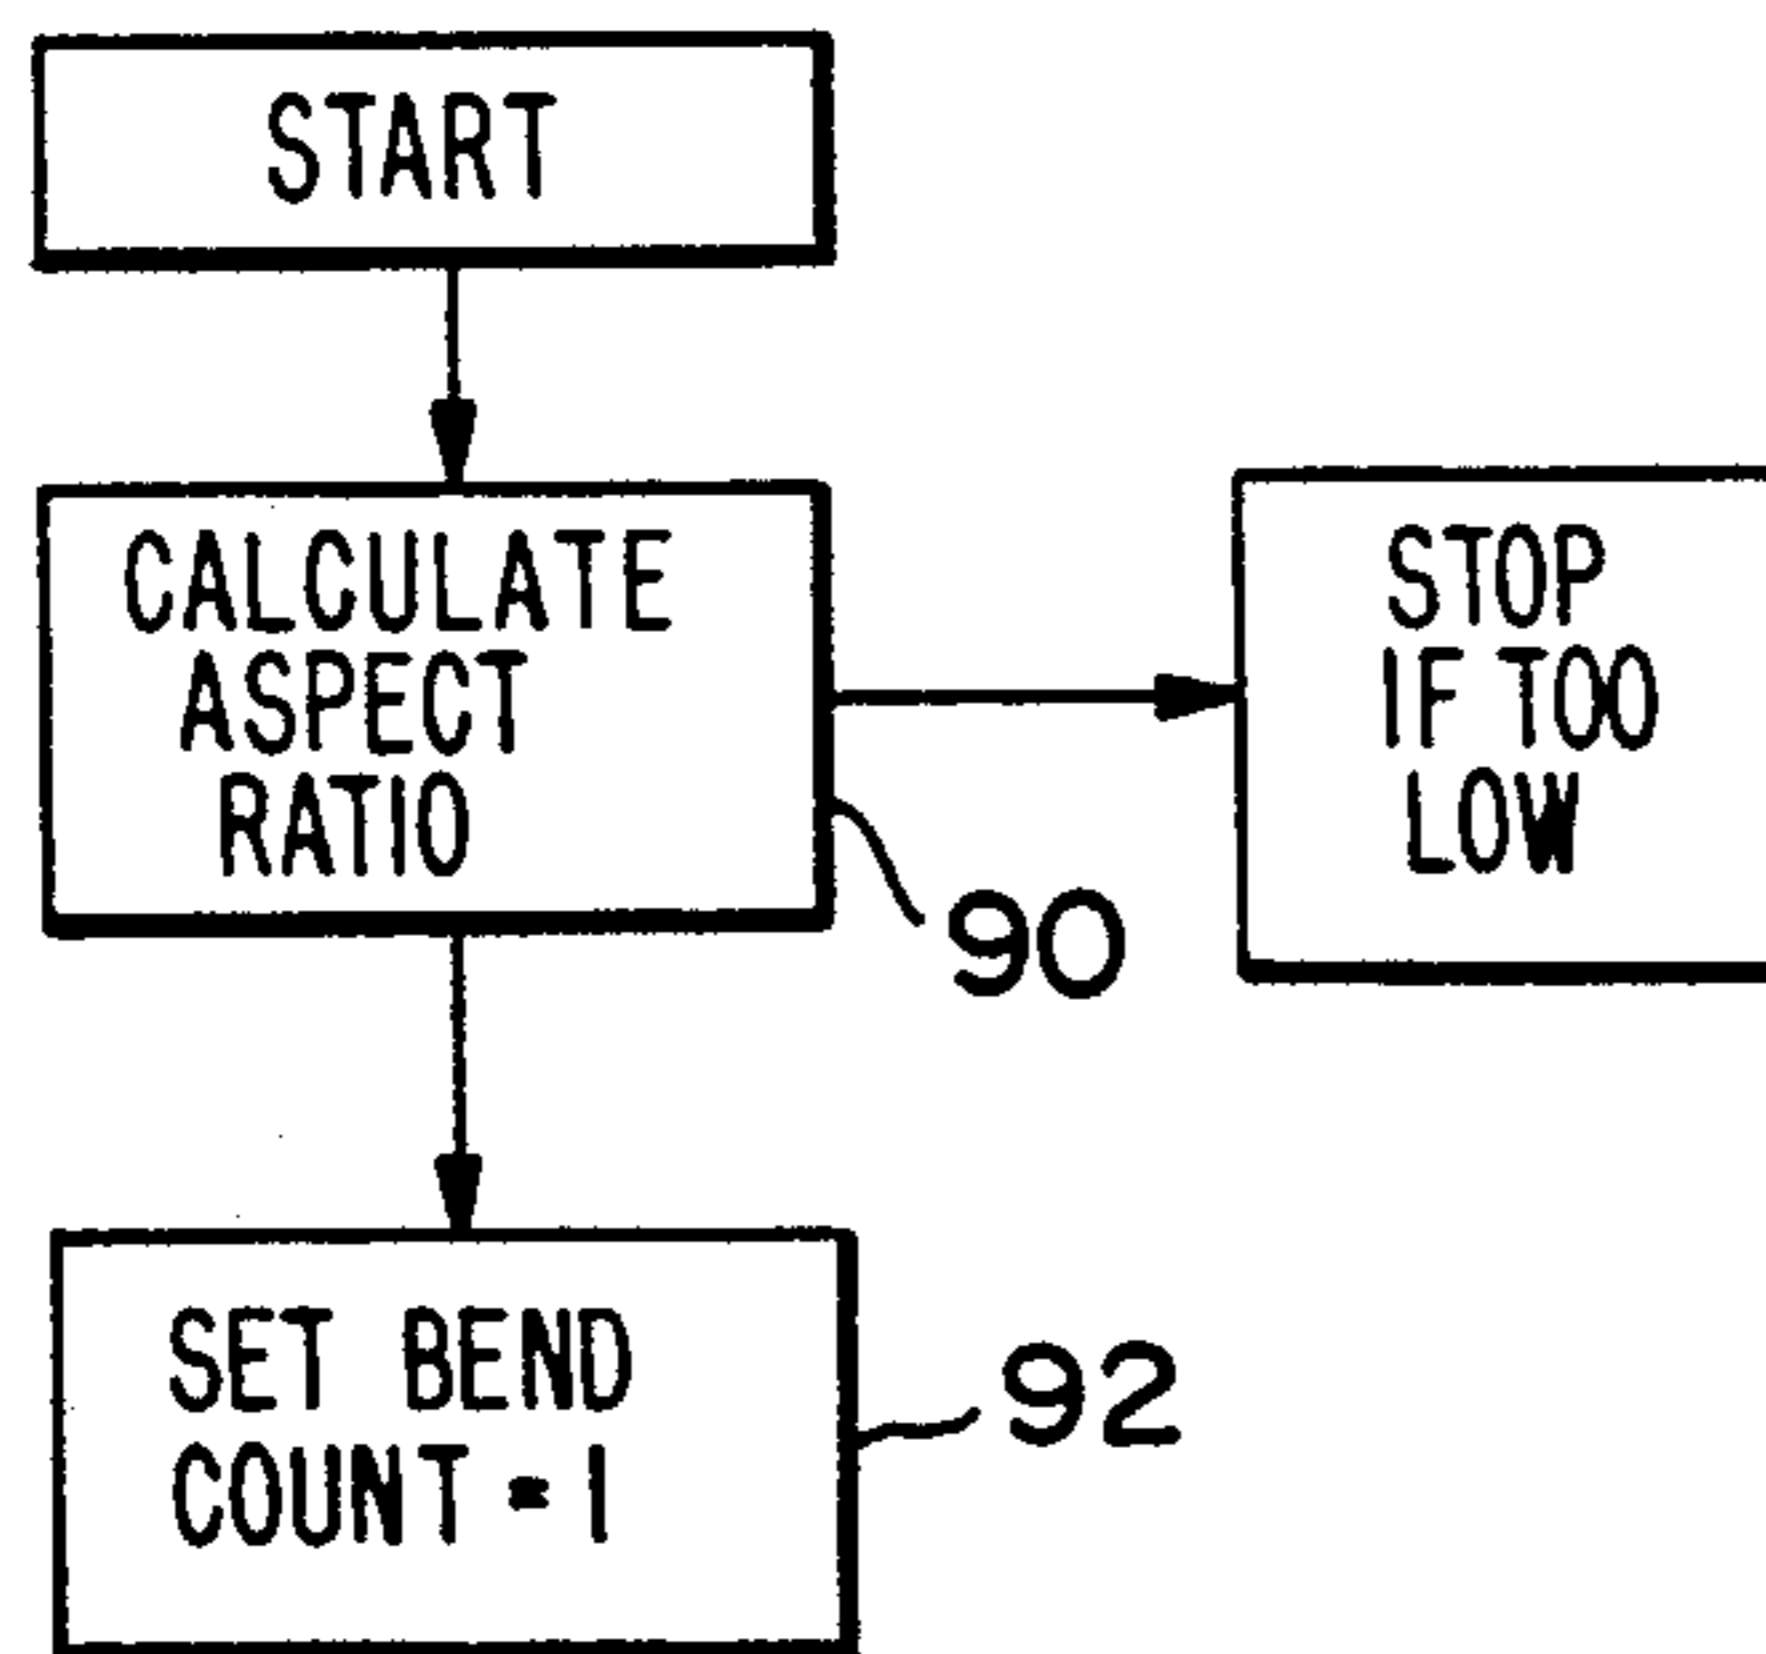 START
CALCULATE
ASPECT
RATIO
90
STOP
IF TOO
LOW
SET BEND
COUNT = 1
92